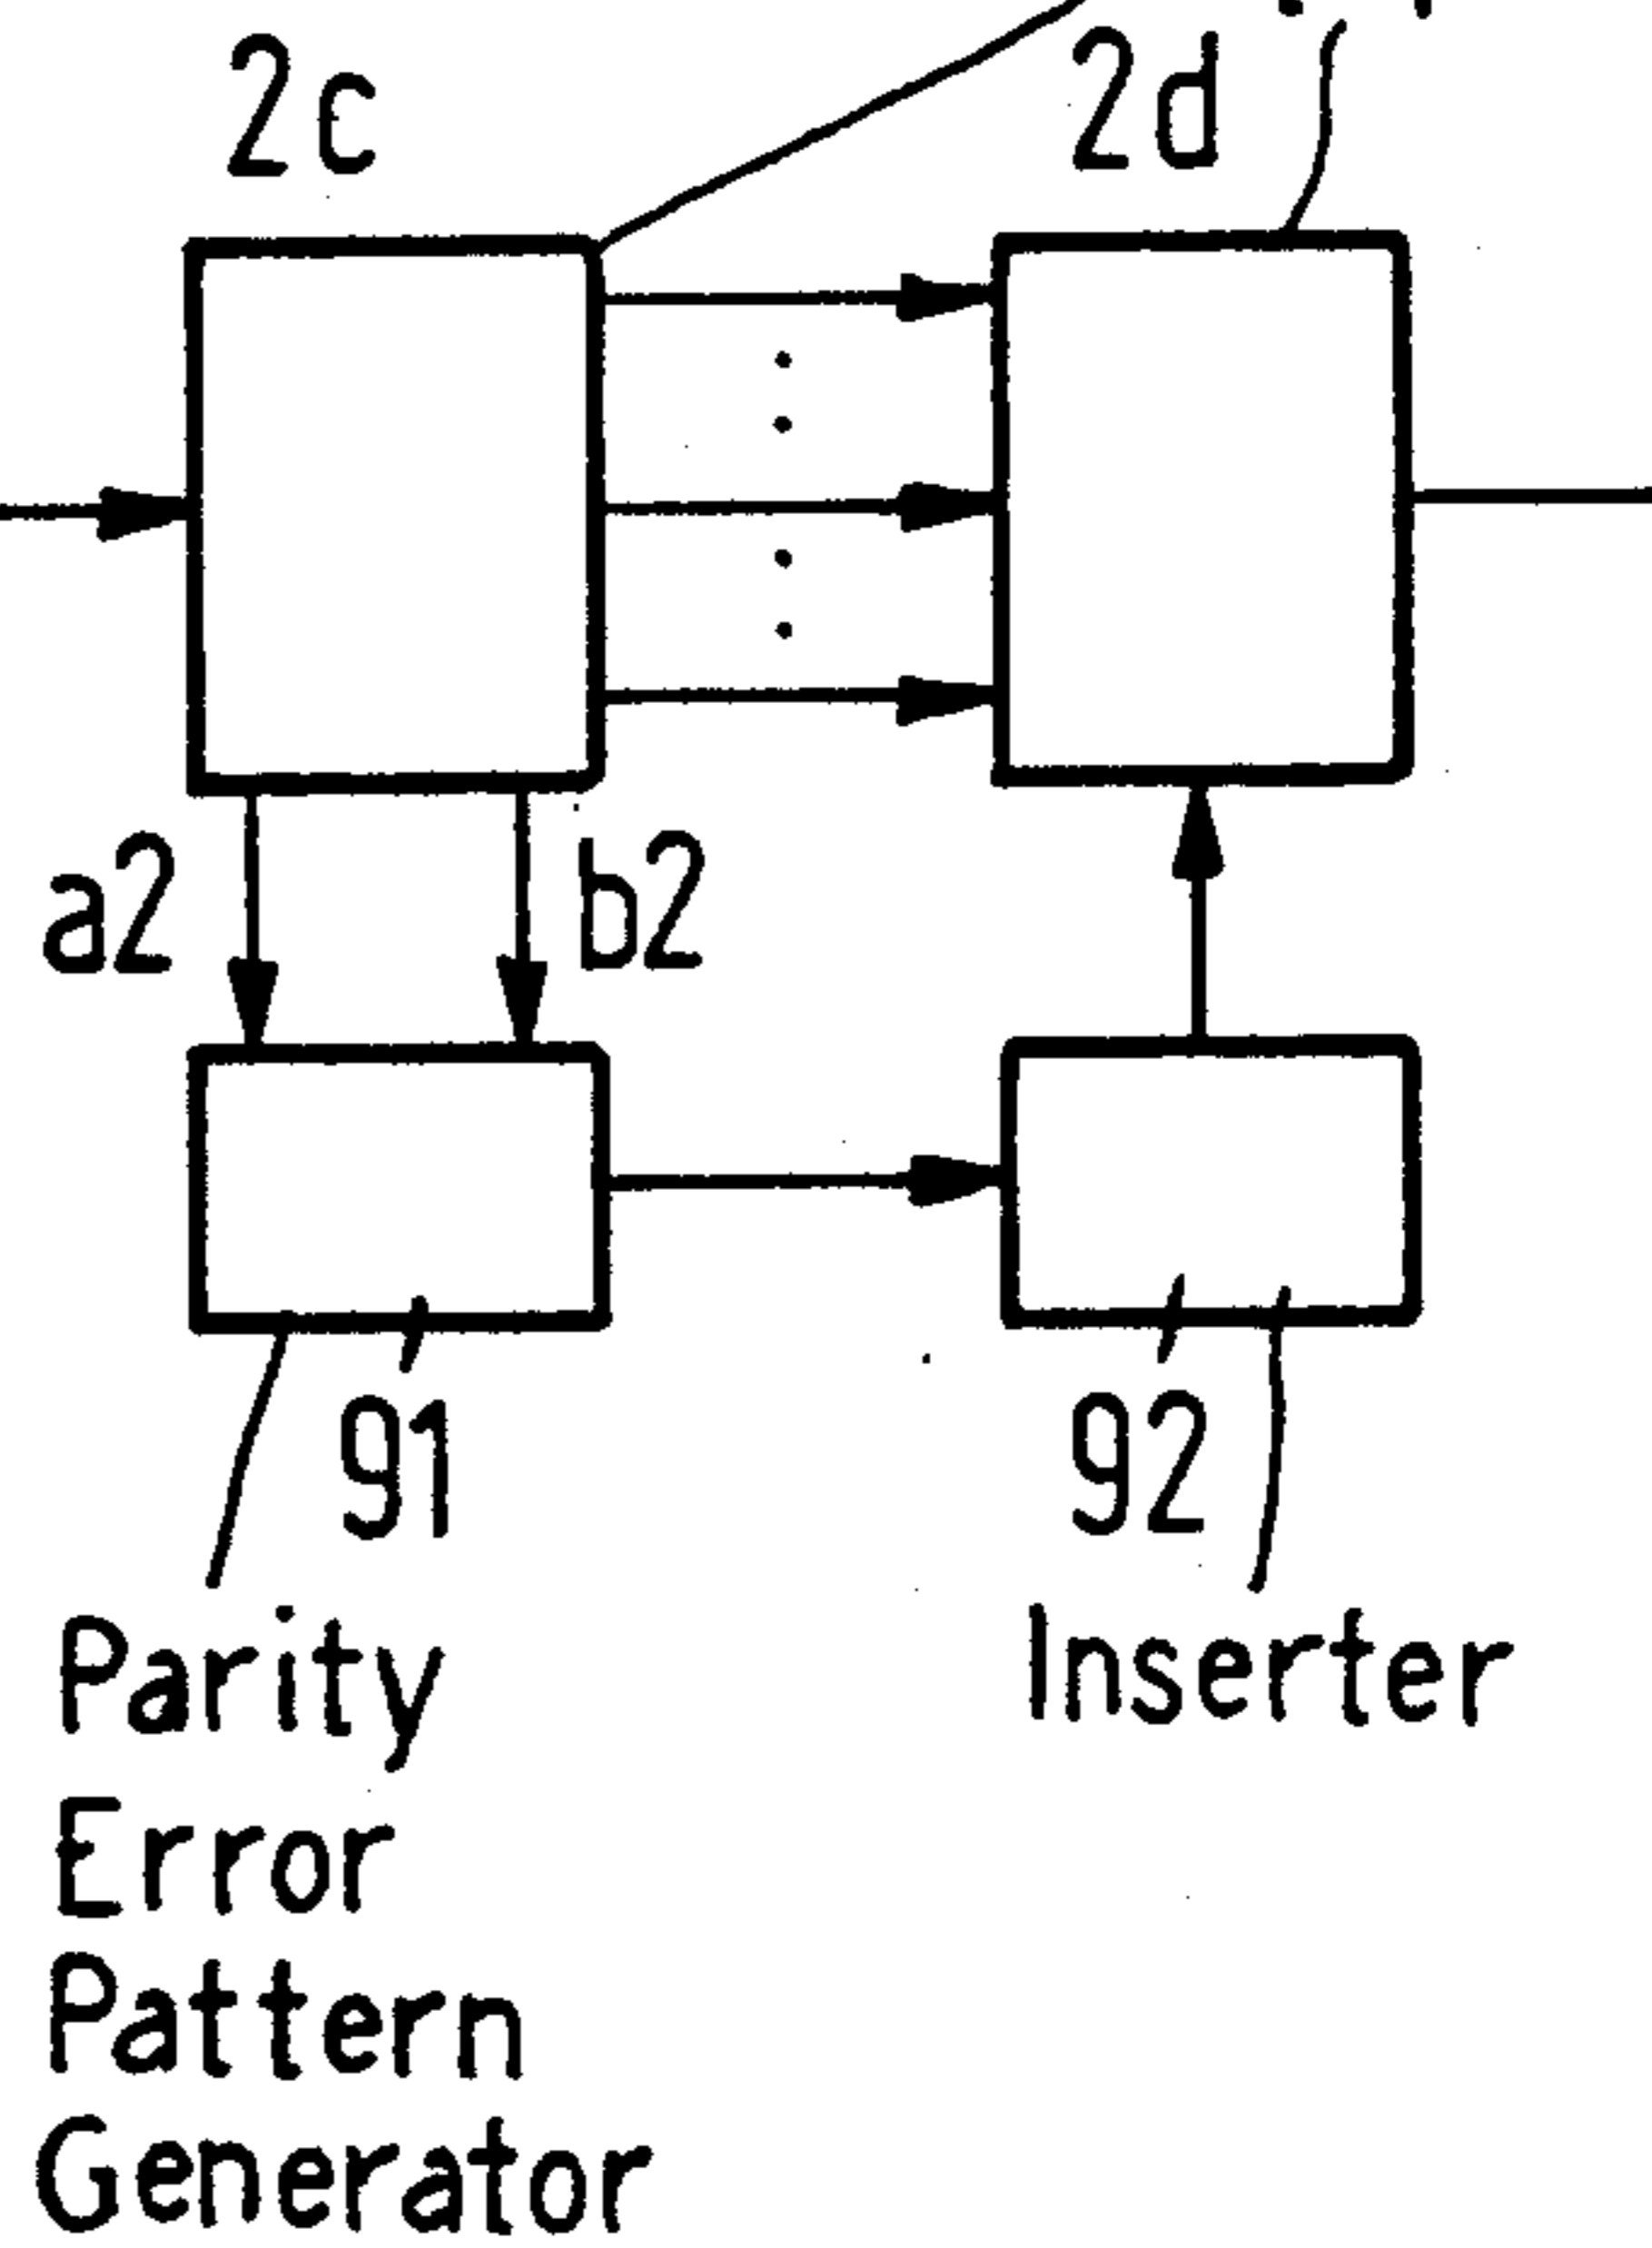 2c
2d
a2
b2
91
92
Parity
Error
Pattern
Generator
Inserter